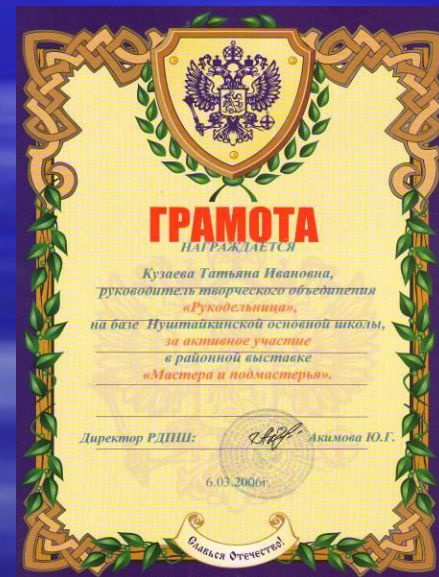 ГРАМОТА
НАГРАЖДАЕТСЯ
Кузаева Татьяна Ивановна,
руководитель творческого объединения
«Рукодельница»,
на базе Нуштайкинской основной школы,
за активное участие
в районной выставке
«Мастера и подмастерья».
Директор РДПШ: Акимова Ю.Г.
6.03.2006г.
Славься Отечество!